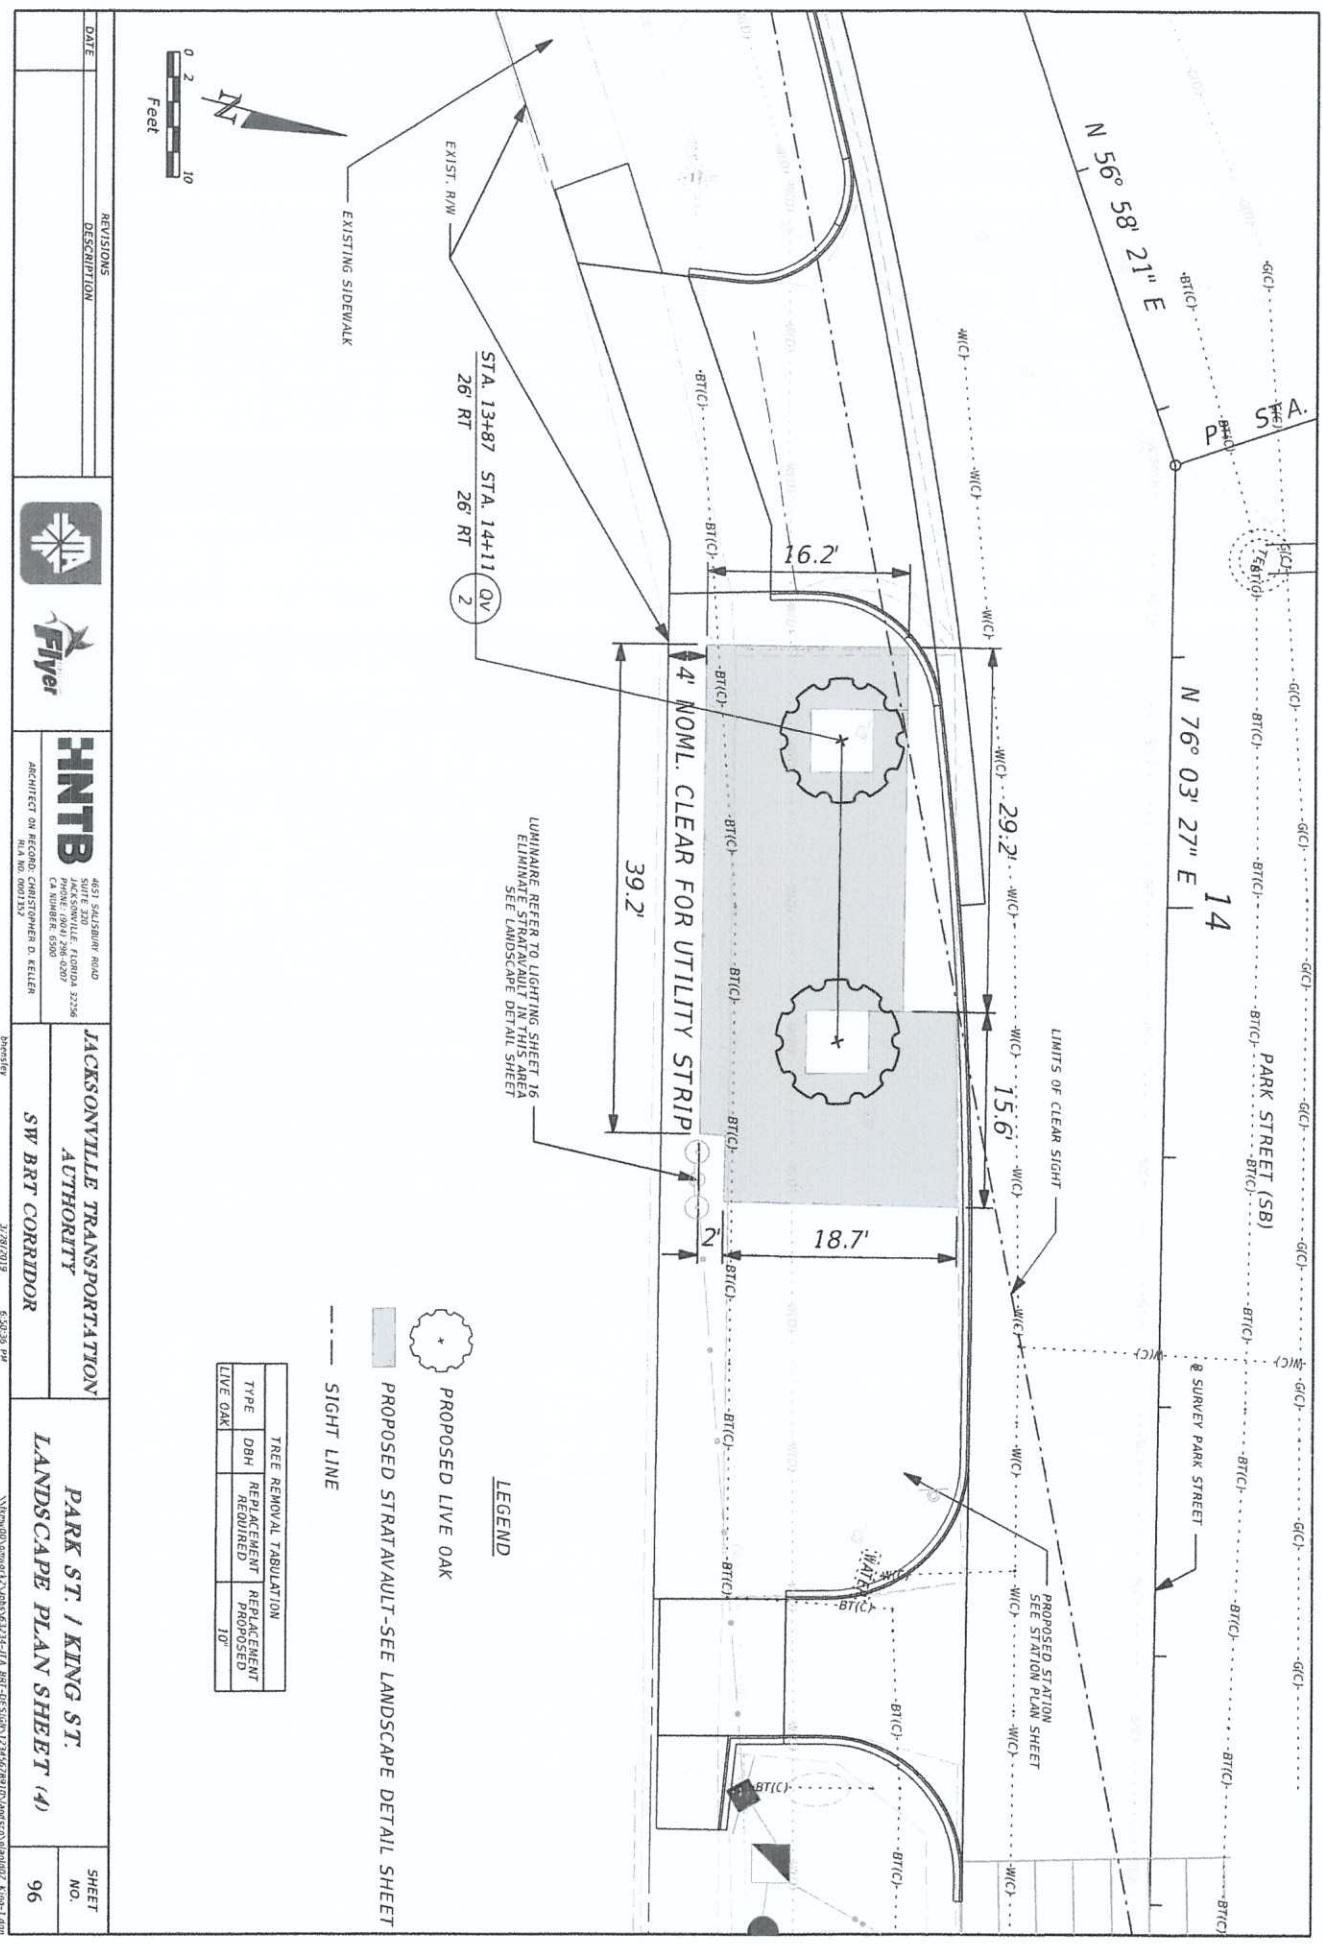 N 56° 58' 21" E
P.
S.
A.
N 76° 03' 27" E
14
PARK STREET (SB)
LIMITS OF CLEAR SIGHT
℄ SURVEY PARK STREET
PROPOSED STATION
SEE STATION PLAN SHEET
16.2'
29.2'
15.6'
18.7'
2'
39.2'
4' NOML. CLEAR FOR UTILITY STRIP
EXIST. R/W
EXISTING SIDEWALK
STA. 13+87 STA. 14+11
26' RT 26' RT
QV
2
LUMINAIRE REFER TO LIGHTING SHEET 16
ELIMINATE STRATAVAULT IN THIS AREA
SEE LANDSCAPE DETAIL SHEET
N
0 2 10
Feet
-W(C)-
-BT(C)-
-G(C)-
LEGEND
PROPOSED LIVE OAK
PROPOSED STRATAVAULT-SEE LANDSCAPE DETAIL SHEET
SIGHT LINE
TREE REMOVAL TABULATION
TYPE DBH REPLACEMENT REQUIRED REPLACEMENT PROPOSED
LIVE OAK 10"
REVISIONS
DATE DESCRIPTION
JTA
Flyer
HNTB
4651 SALISBURY ROAD
SUITE 320
JACKSONVILLE, FLORIDA 32256
PHONE: (904) 296-0207
CA NUMBER: 6500
ARCHITECT ON RECORD: CHRISTOPHER D. KELLER
RLA NO. 0001352
JACKSONVILLE TRANSPORTATION
AUTHORITY
SW BRT CORRIDOR
PARK ST. / KING ST.
LANDSCAPE PLAN SHEET (4)
SHEET
NO.
96
bhensley 3/28/2019 6:50:36 PM